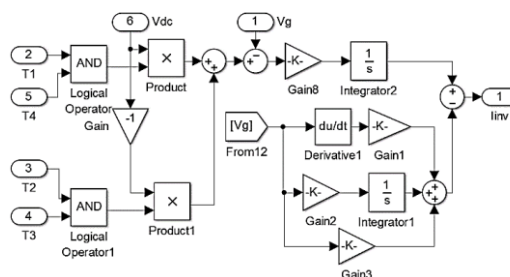 6
Vdc
1
Vg
2
T1
5
T4
AND
Logical
Operator
×
Product
+
+
+
−
-K-
Gain8
1
s
Integrator2
Gain
-1
+
−
1
Iinv
[Vg]
From12
du/dt
Derivative1
-K-
Gain1
3
T2
4
T3
AND
Logical
Operator1
×
Product1
-K-
Gain2
1
s
Integrator1
+
+
+
-K-
Gain3